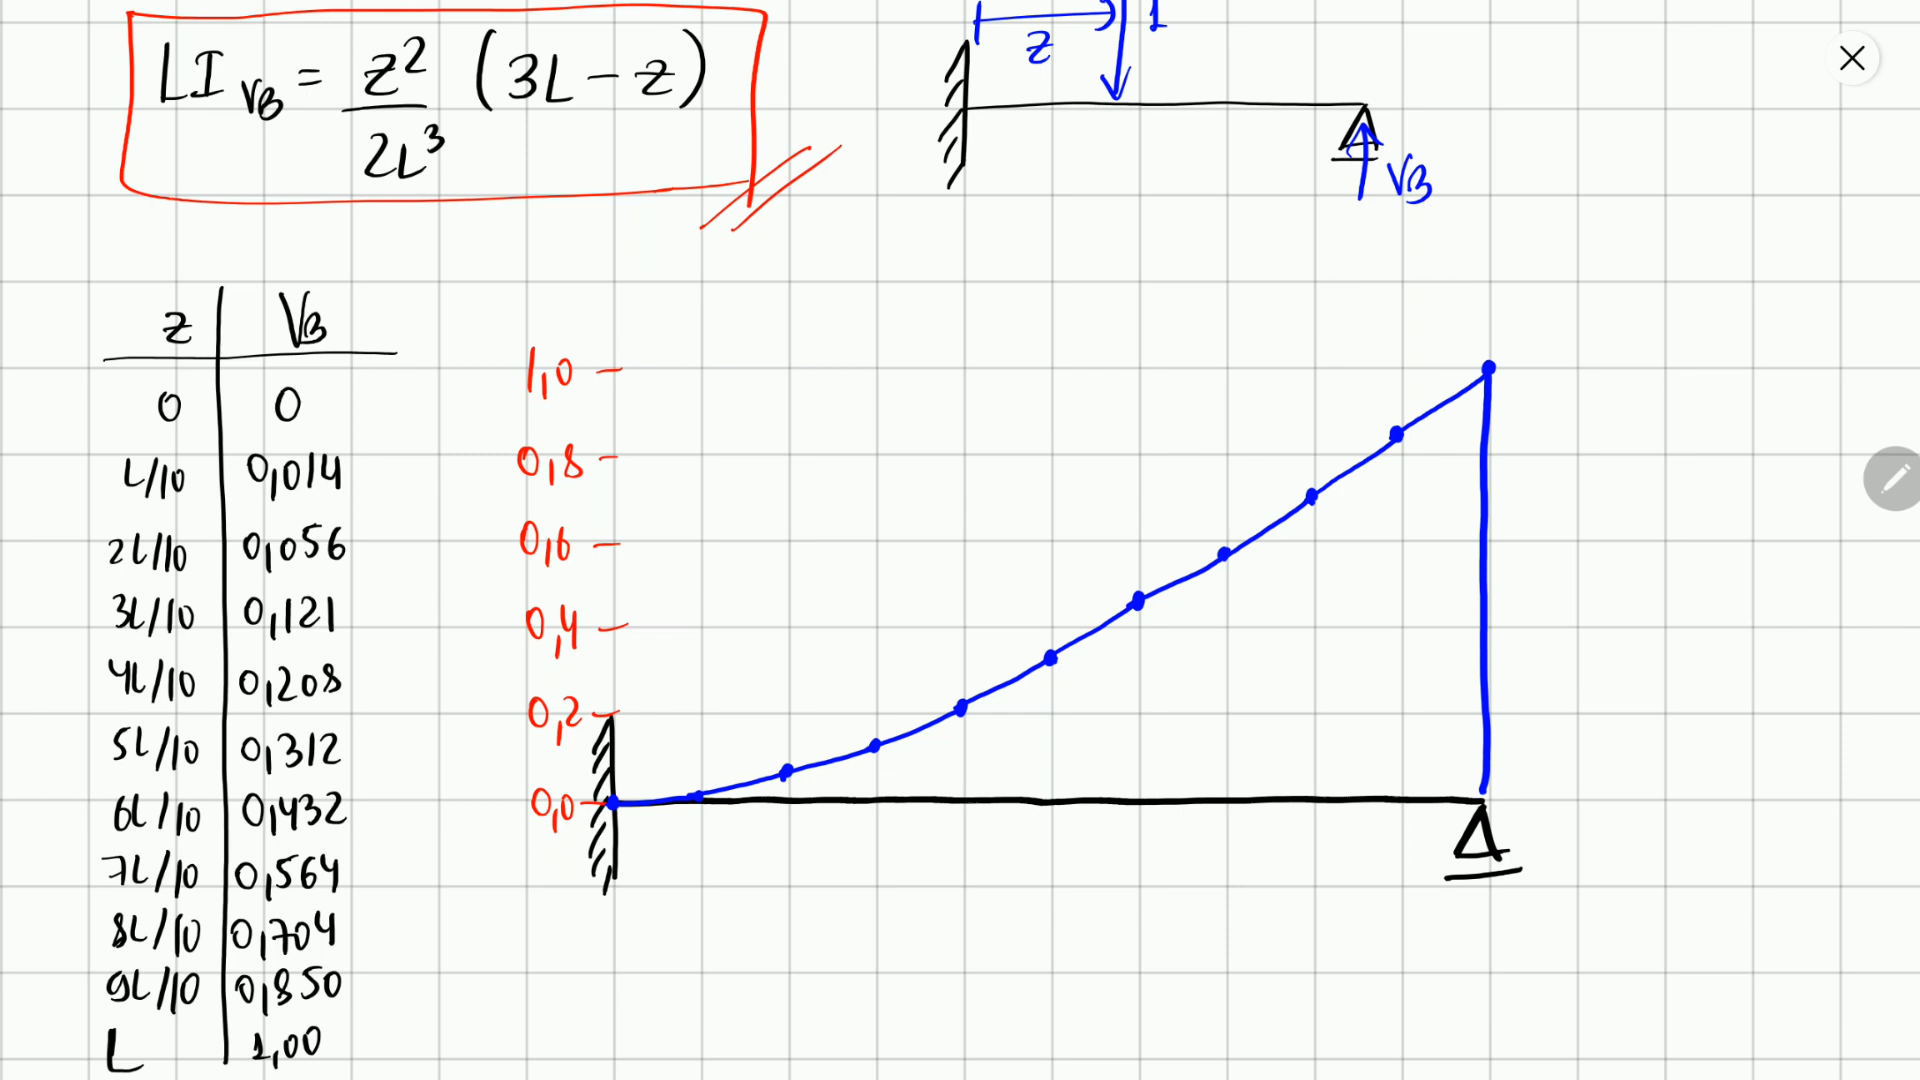 LI VB = z² / 2L³ (3L - z)
1
z
VB
z | VB
0 | 0
L/10 | 0,014
2L/10 | 0,056
3L/10 | 0,121
4L/10 | 0,208
5L/10 | 0,312
6L/10 | 0,432
7L/10 | 0,564
8L/10 | 0,704
9L/10 | 0,850
L | 1,00
1,0
0,8
0,6
0,4
0,2
0,0